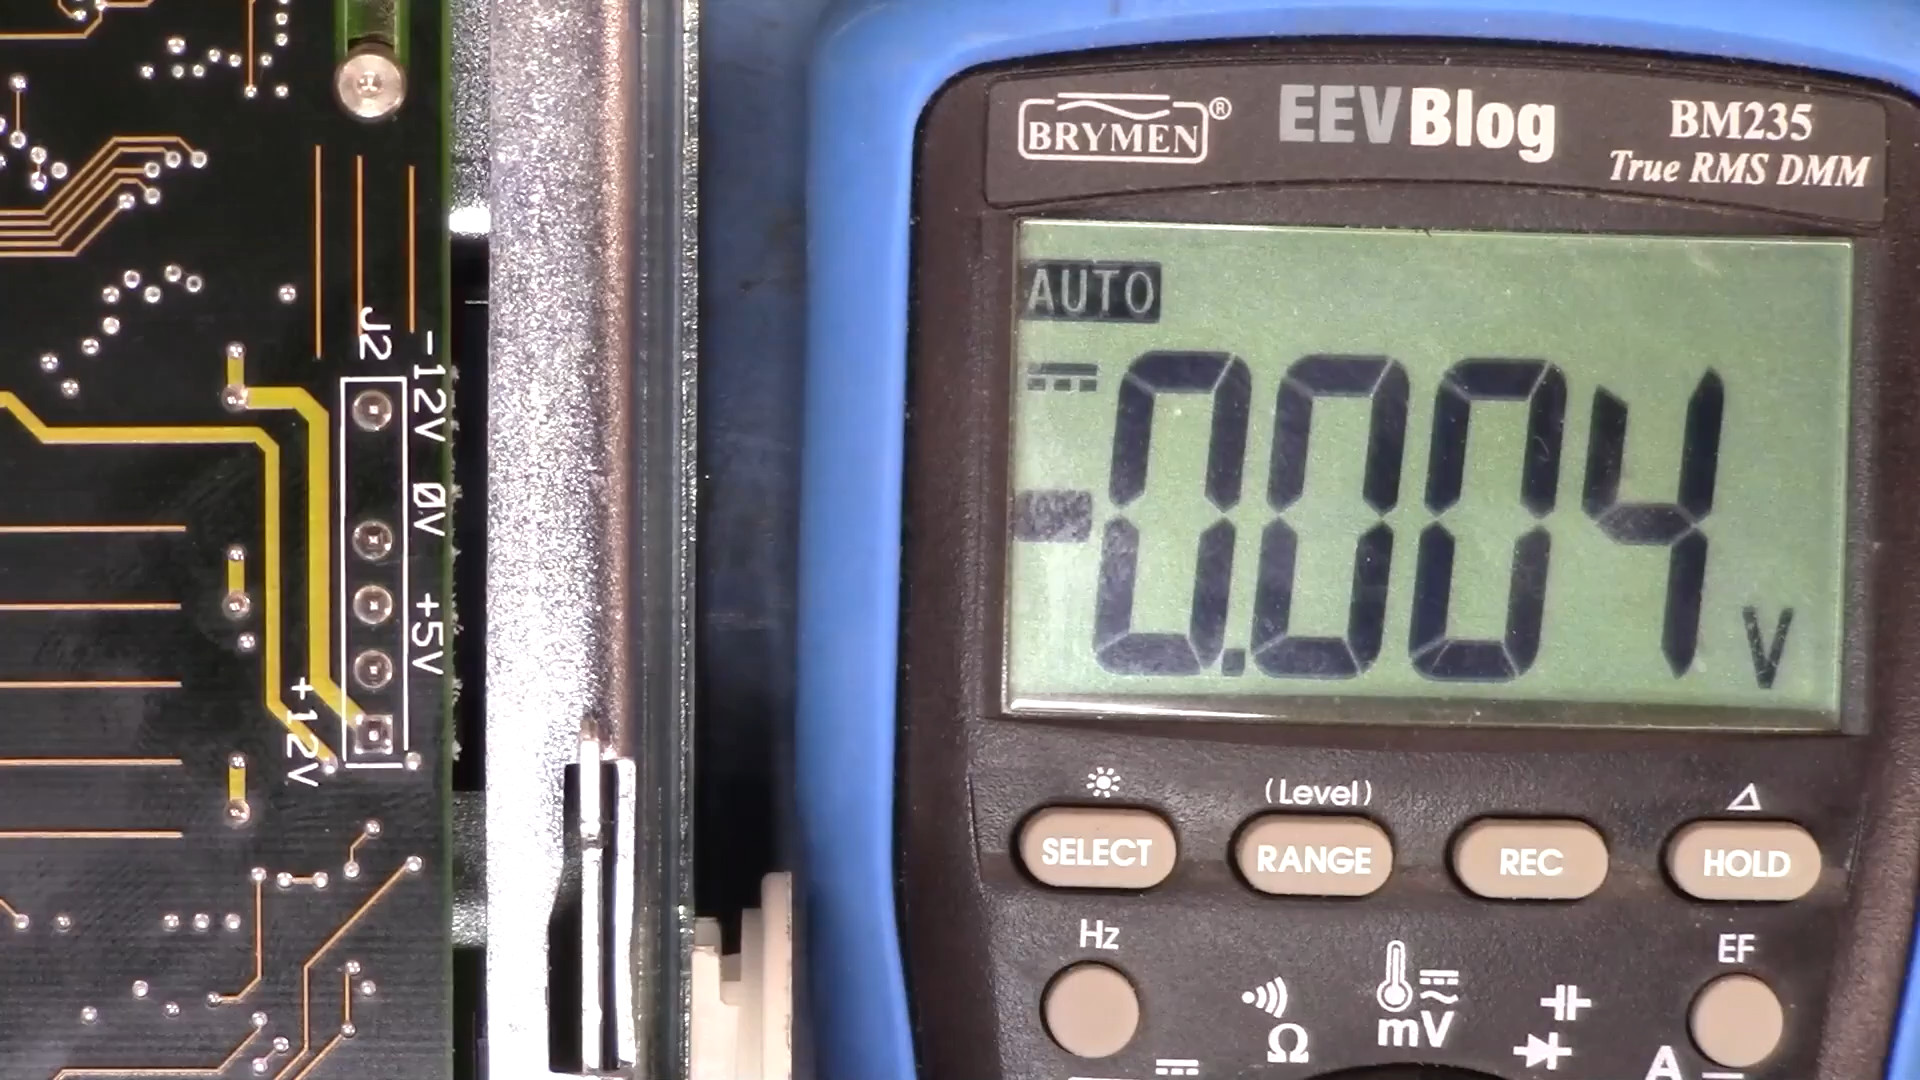 J2
-12V 0V +5V
+12V
BRYMEN®
EEVBlog
BM235
True RMS DMM
AUTO
-0.004 V
(Level)
SELECT
RANGE
REC
HOLD
Hz
EF
Ω
mV
A